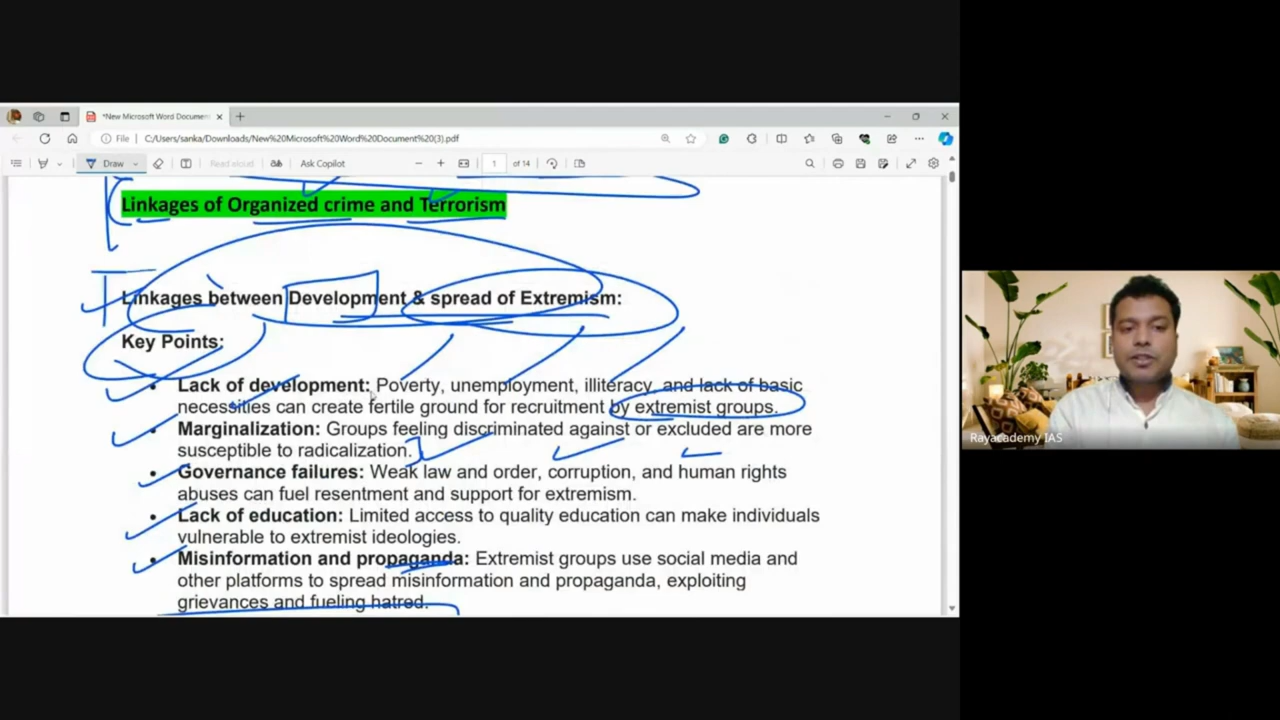 *New Microsoft Word Documen
File
C:/Users/sanka/Downloads/New%20Microsoft%20Word%20Document%20(3).pdf
Draw
Read aloud
Ask Copilot
1
of 14
Linkages of Organized crime and Terrorism
Linkages between Development & spread of Extremism:
Key Points:
• Lack of development: Poverty, unemployment, illiteracy, and lack of basic
necessities can create fertile ground for recruitment by extremist groups.
• Marginalization: Groups feeling discriminated against or excluded are more
susceptible to radicalization.
• Governance failures: Weak law and order, corruption, and human rights
abuses can fuel resentment and support for extremism.
• Lack of education: Limited access to quality education can make individuals
vulnerable to extremist ideologies.
• Misinformation and propaganda: Extremist groups use social media and
other platforms to spread misinformation and propaganda, exploiting
grievances and fueling hatred.
Rayacademy IAS